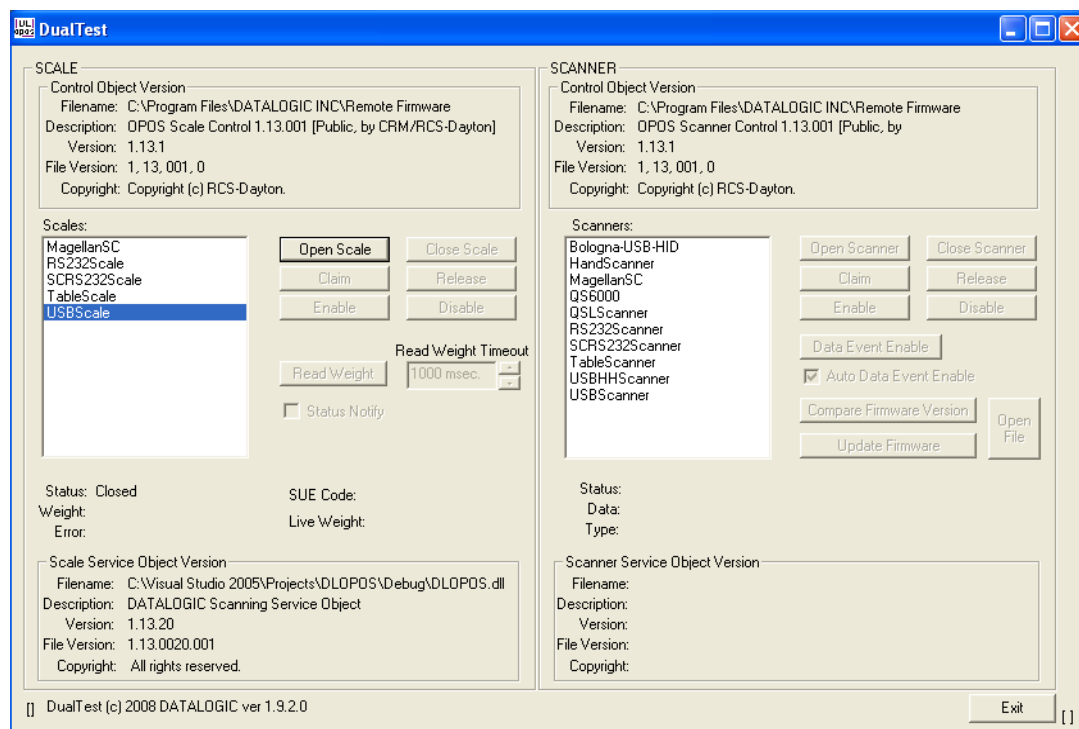 DualTest
SCALE
Control Object Version
Filename: C:\Program Files\DATALOGIC INC\Remote Firmware
Description: OPOS Scale Control 1.13.001 [Public, by CRM/RCS-Dayton]
Version: 1.13.1
File Version: 1, 13, 001, 0
Copyright: Copyright (c) RCS-Dayton.
Scales:
MagellanSC
RS232Scale
SCRS232Scale
TableScale
USBScale
Open Scale
Close Scale
Claim
Release
Enable
Disable
Read Weight Timeout
Read Weight
1000 msec.
Status Notify
Status: Closed
Weight:
Error:
SUE Code:
Live Weight:
Scale Service Object Version
Filename: C:\Visual Studio 2005\Projects\DLOPOS\Debug\DLOPOS.dll
Description: DATALOGIC Scanning Service Object
Version: 1.13.20
File Version: 1.13.0020.001
Copyright: All rights reserved.
SCANNER
Control Object Version
Filename: C:\Program Files\DATALOGIC INC\Remote Firmware
Description: OPOS Scanner Control 1.13.001 [Public, by
Version: 1.13.1
File Version: 1, 13, 001, 0
Copyright: Copyright (c) RCS-Dayton.
Scanners:
Bologna-USB-HID
HandScanner
MagellanSC
QS6000
QSLScanner
RS232Scanner
SCRS232Scanner
TableScanner
USBHHScanner
USBScanner
Open Scanner
Close Scanner
Claim
Release
Enable
Disable
Data Event Enable
Auto Data Event Enable
Compare Firmware Version
Update Firmware
Open
File
Status:
Data:
Type:
Scanner Service Object Version
Filename:
Description:
Version:
File Version:
Copyright:
[] DualTest (c) 2008 DATALOGIC ver 1.9.2.0
Exit
[ ]